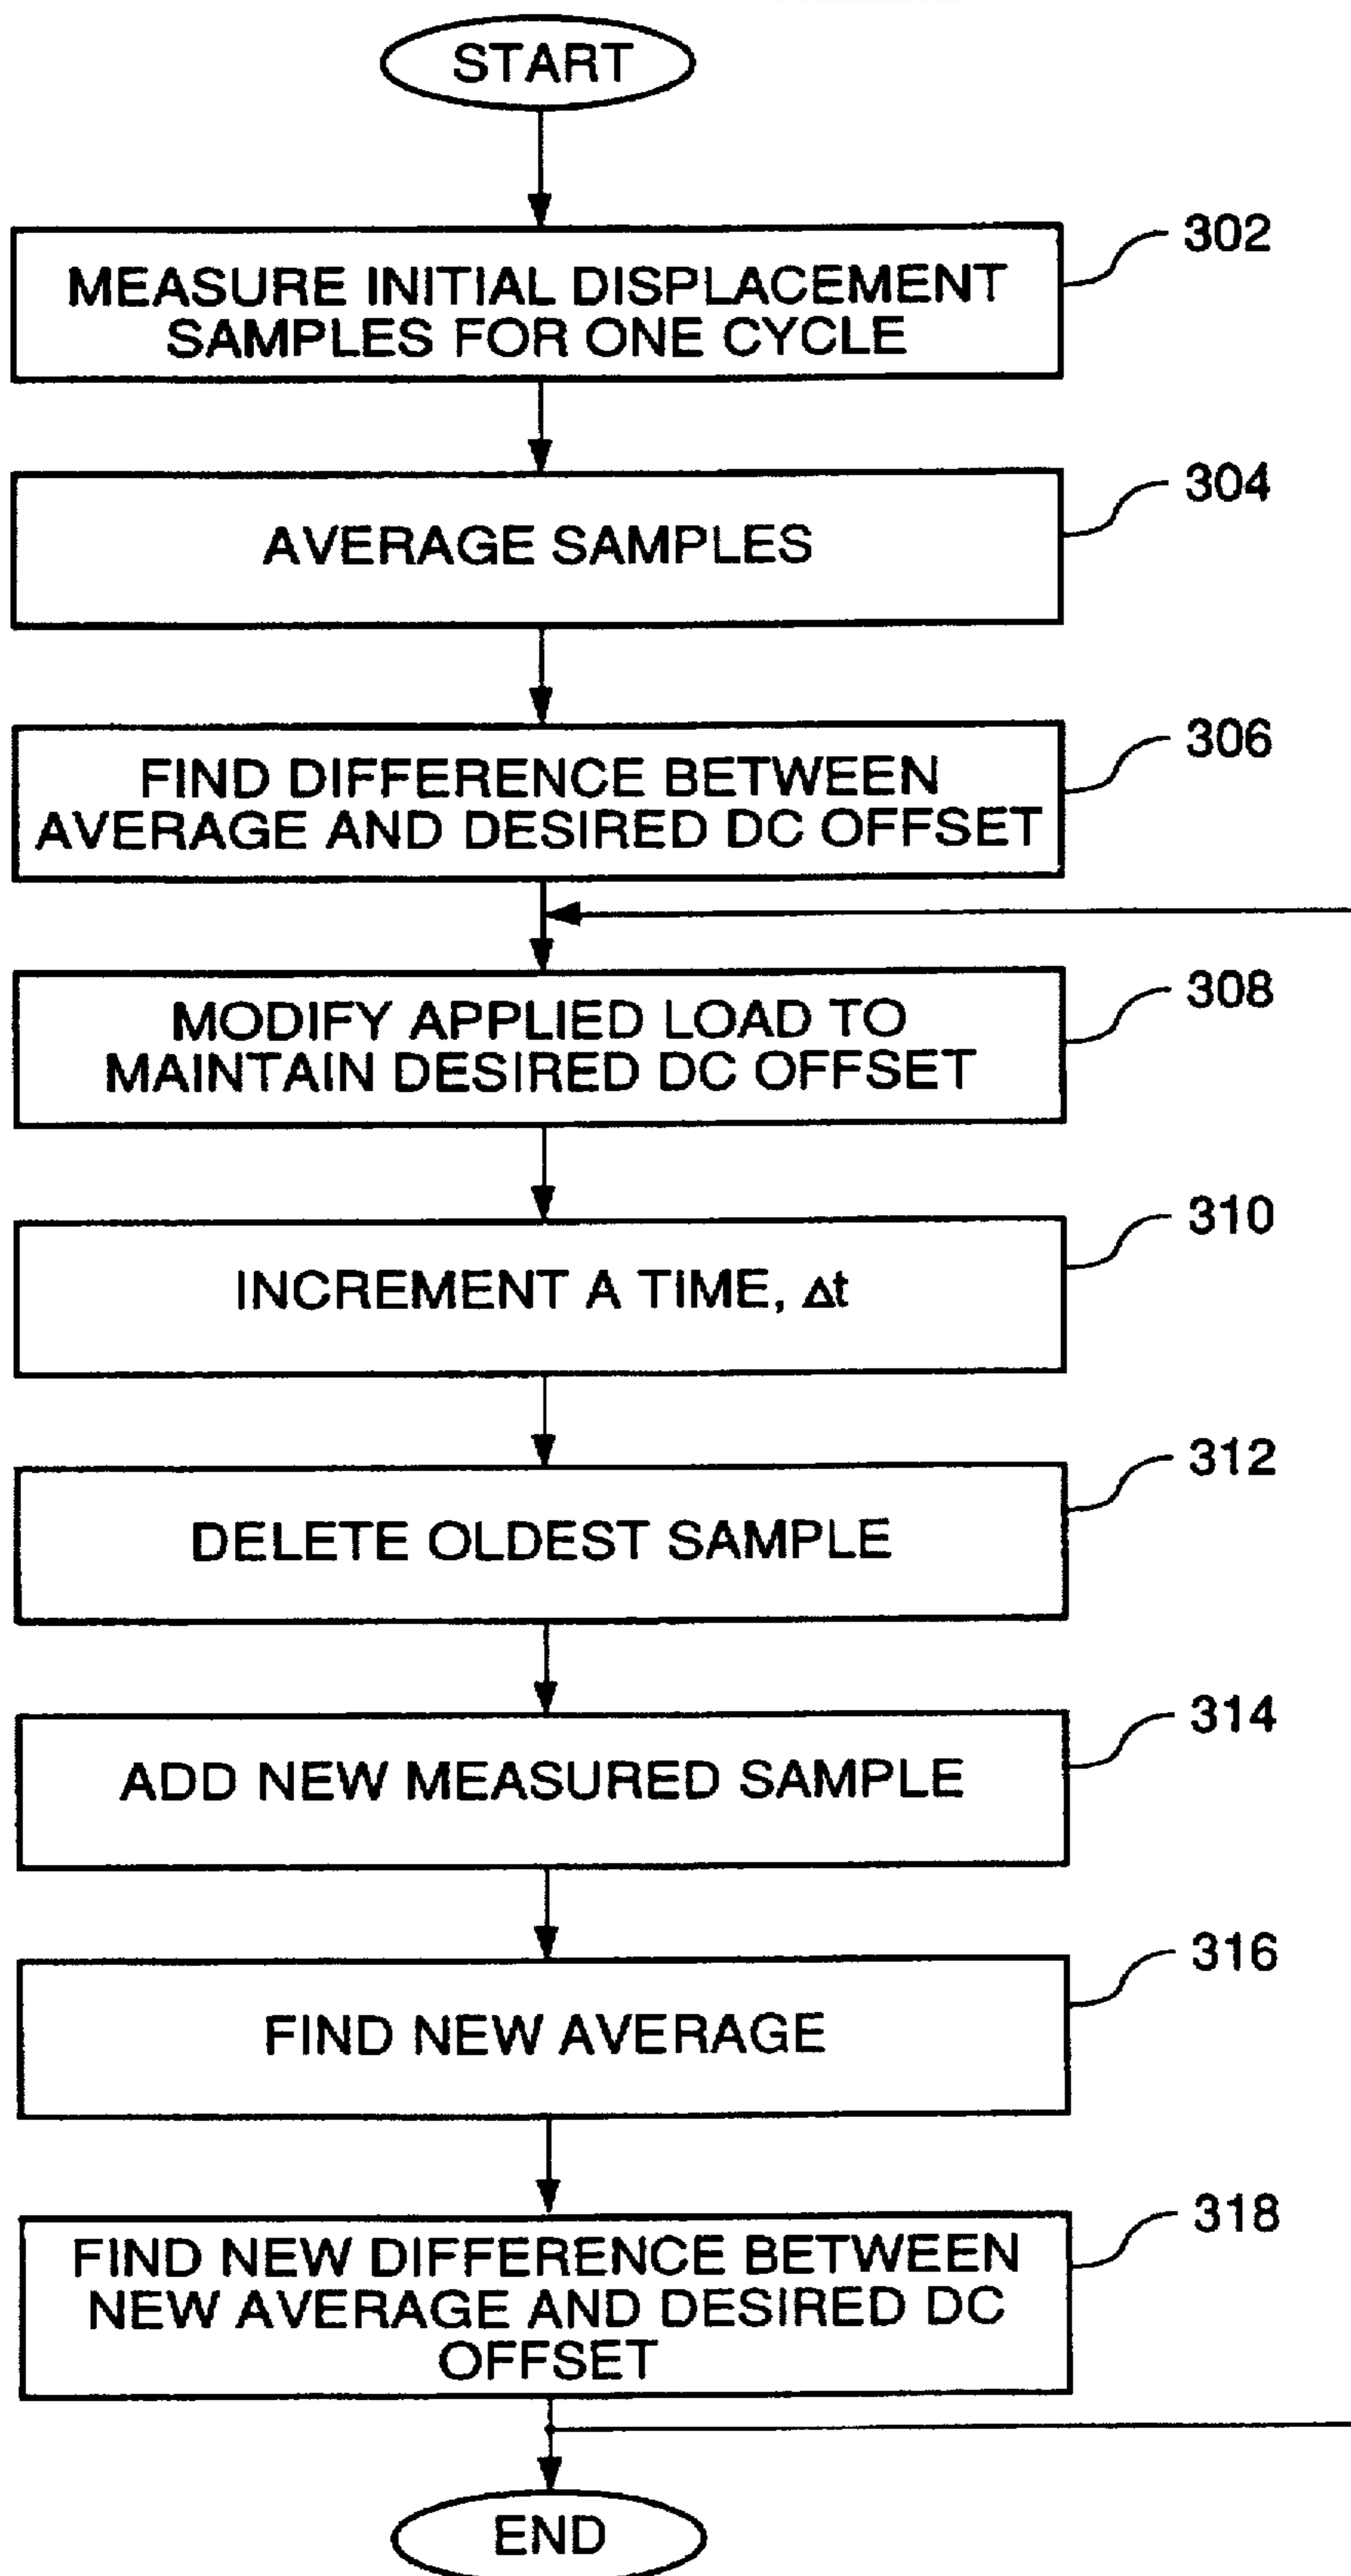 START
302
MEASURE INITIAL DISPLACEMENT
SAMPLES FOR ONE CYCLE
304
AVERAGE SAMPLES
306
FIND DIFFERENCE BETWEEN
AVERAGE AND DESIRED DC OFFSET
308
MODIFY APPLIED LOAD TO
MAINTAIN DESIRED DC OFFSET
310
INCREMENT A TIME, Δt
312
DELETE OLDEST SAMPLE
314
ADD NEW MEASURED SAMPLE
316
FIND NEW AVERAGE
318
FIND NEW DIFFERENCE BETWEEN
NEW AVERAGE AND DESIRED DC
OFFSET
END